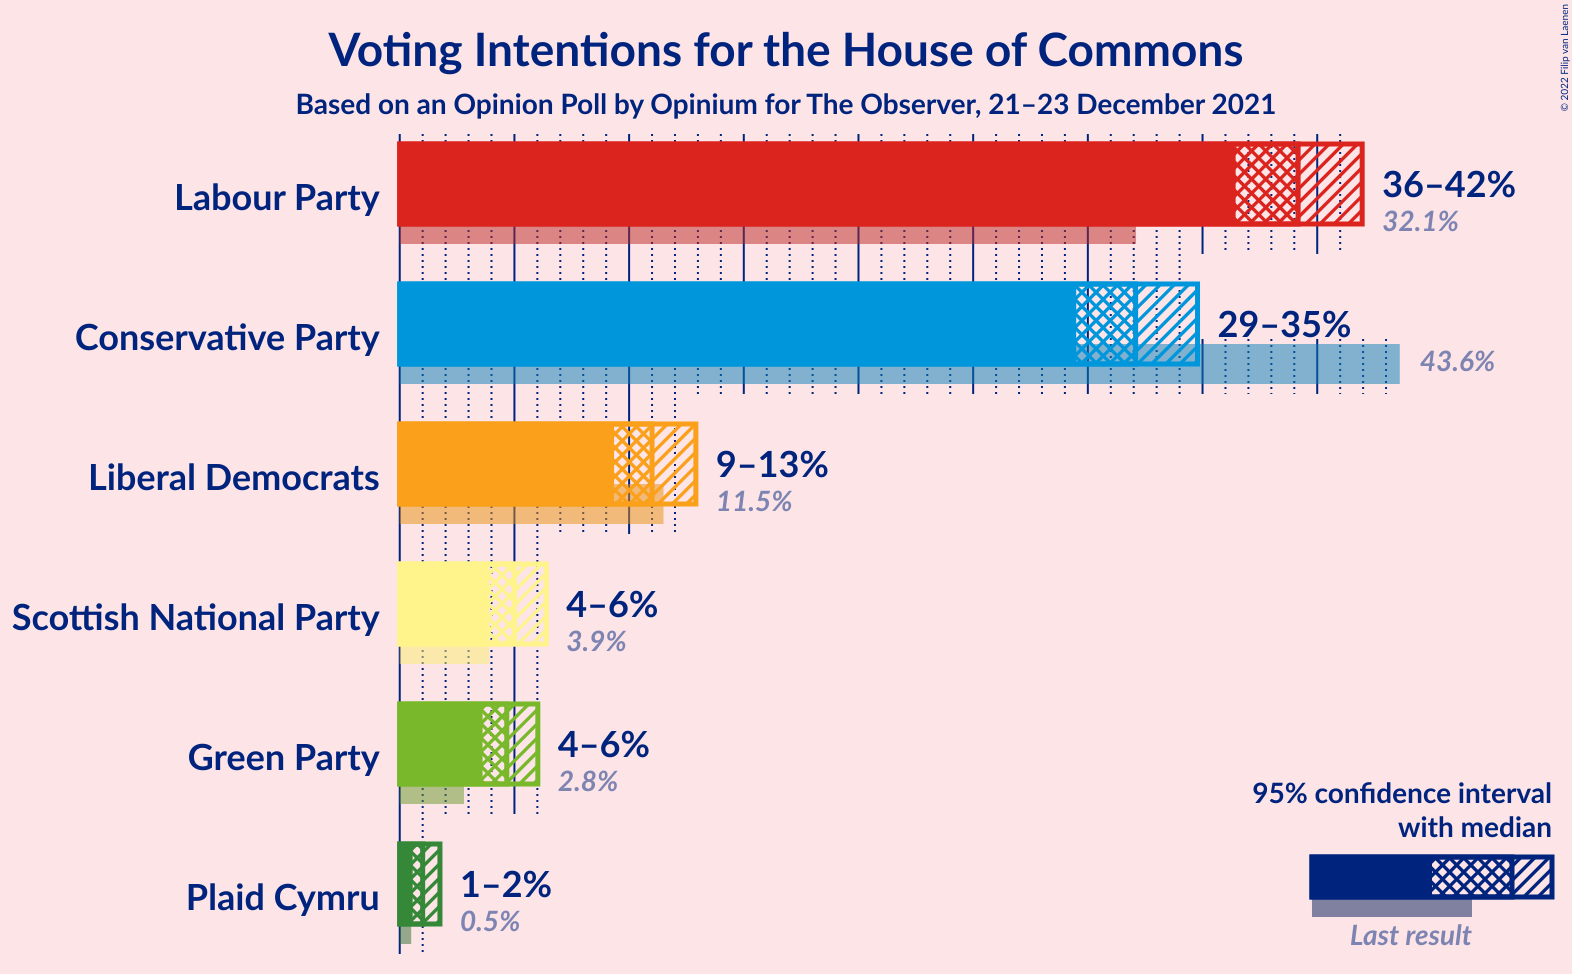 Voting Intentions for the House of Commons
Based on an Opinion Poll by Opinium for The Observer, 21–23 December 2021
© 2022 Filip van Laenen
Labour Party
36–42%
32.1%
Conservative Party
29–35%
43.6%
Liberal Democrats
9–13%
11.5%
Scottish National Party
4–6%
3.9%
Green Party
4–6%
2.8%
Plaid Cymru
1–2%
0.5%
95% confidence interval
with median
Last result